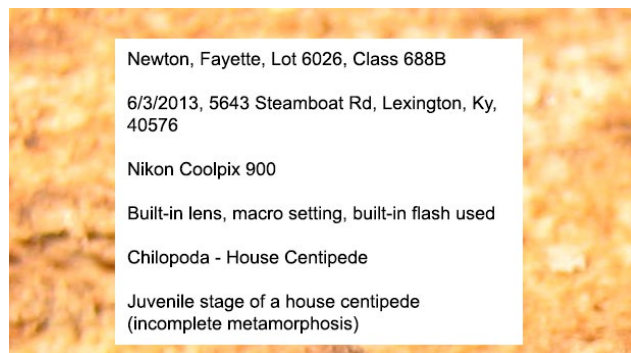 Newton, Fayette, Lot 6026, Class 688B
6/3/2013, 5643 Steamboat Rd, Lexington, Ky,
40576
Nikon Coolpix 900
Built-in lens, macro setting, built-in flash used
Chilopoda - House Centipede
Juvenile stage of a house centipede
(incomplete metamorphosis)